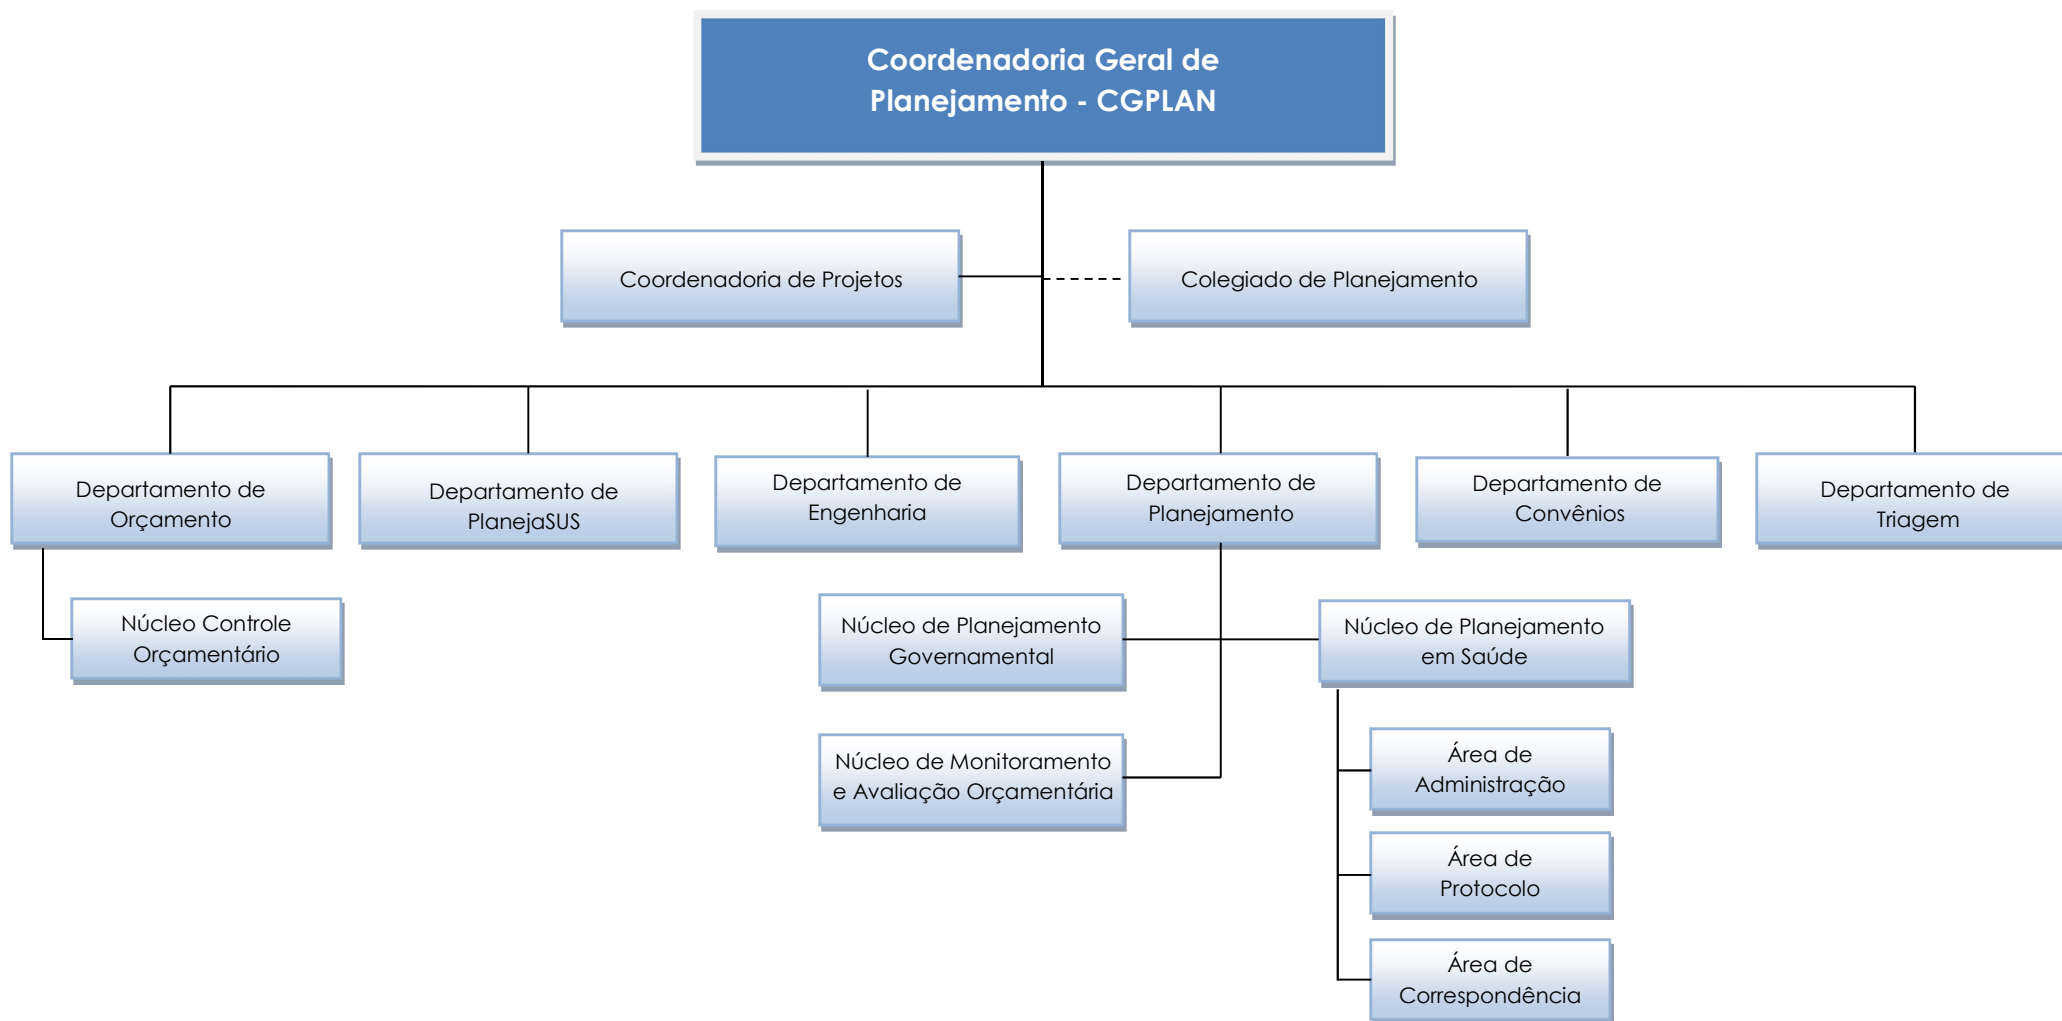 Coordenadoria Geral de
Planejamento - CGPLAN
Coordenadoria de Projetos
Colegiado de Planejamento
Departamento de
Orçamento
Departamento de
PlanejaSUS
Departamento de
Engenharia
Departamento de
Planejamento
Departamento de
Convênios
Departamento de
Triagem
Núcleo Controle
Orçamentário
Núcleo de Planejamento
Governamental
Núcleo de Planejamento
em Saúde
Núcleo de Monitoramento
e Avaliação Orçamentária
Área de
Administração
Área de
Protocolo
Área de
Correspondência